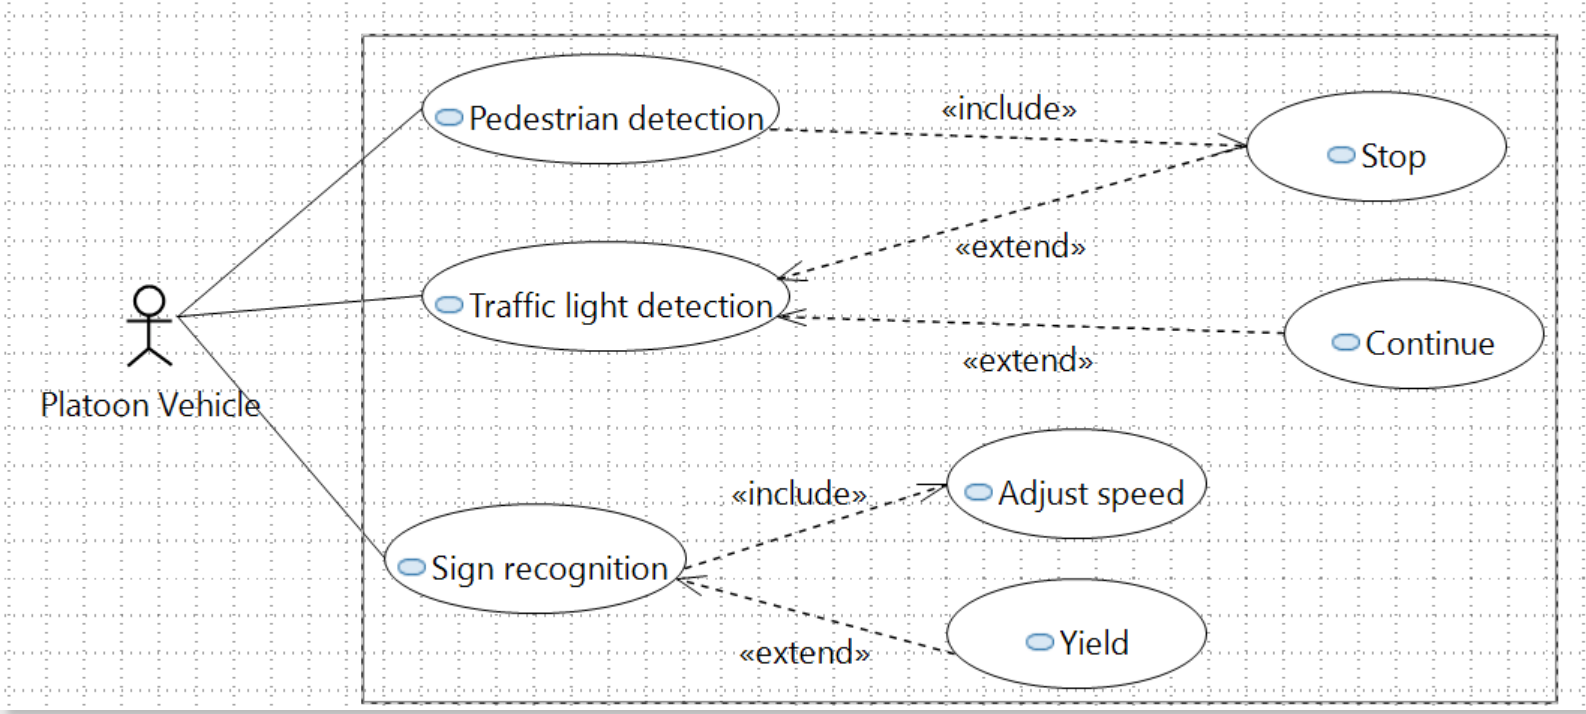 Pedestrian detection
«include»
Stop
«extend»
Traffic light detection
Continue
«extend»
Platoon Vehicle
«include»
Adjust speed
Sign recognition
Yield
«extend»